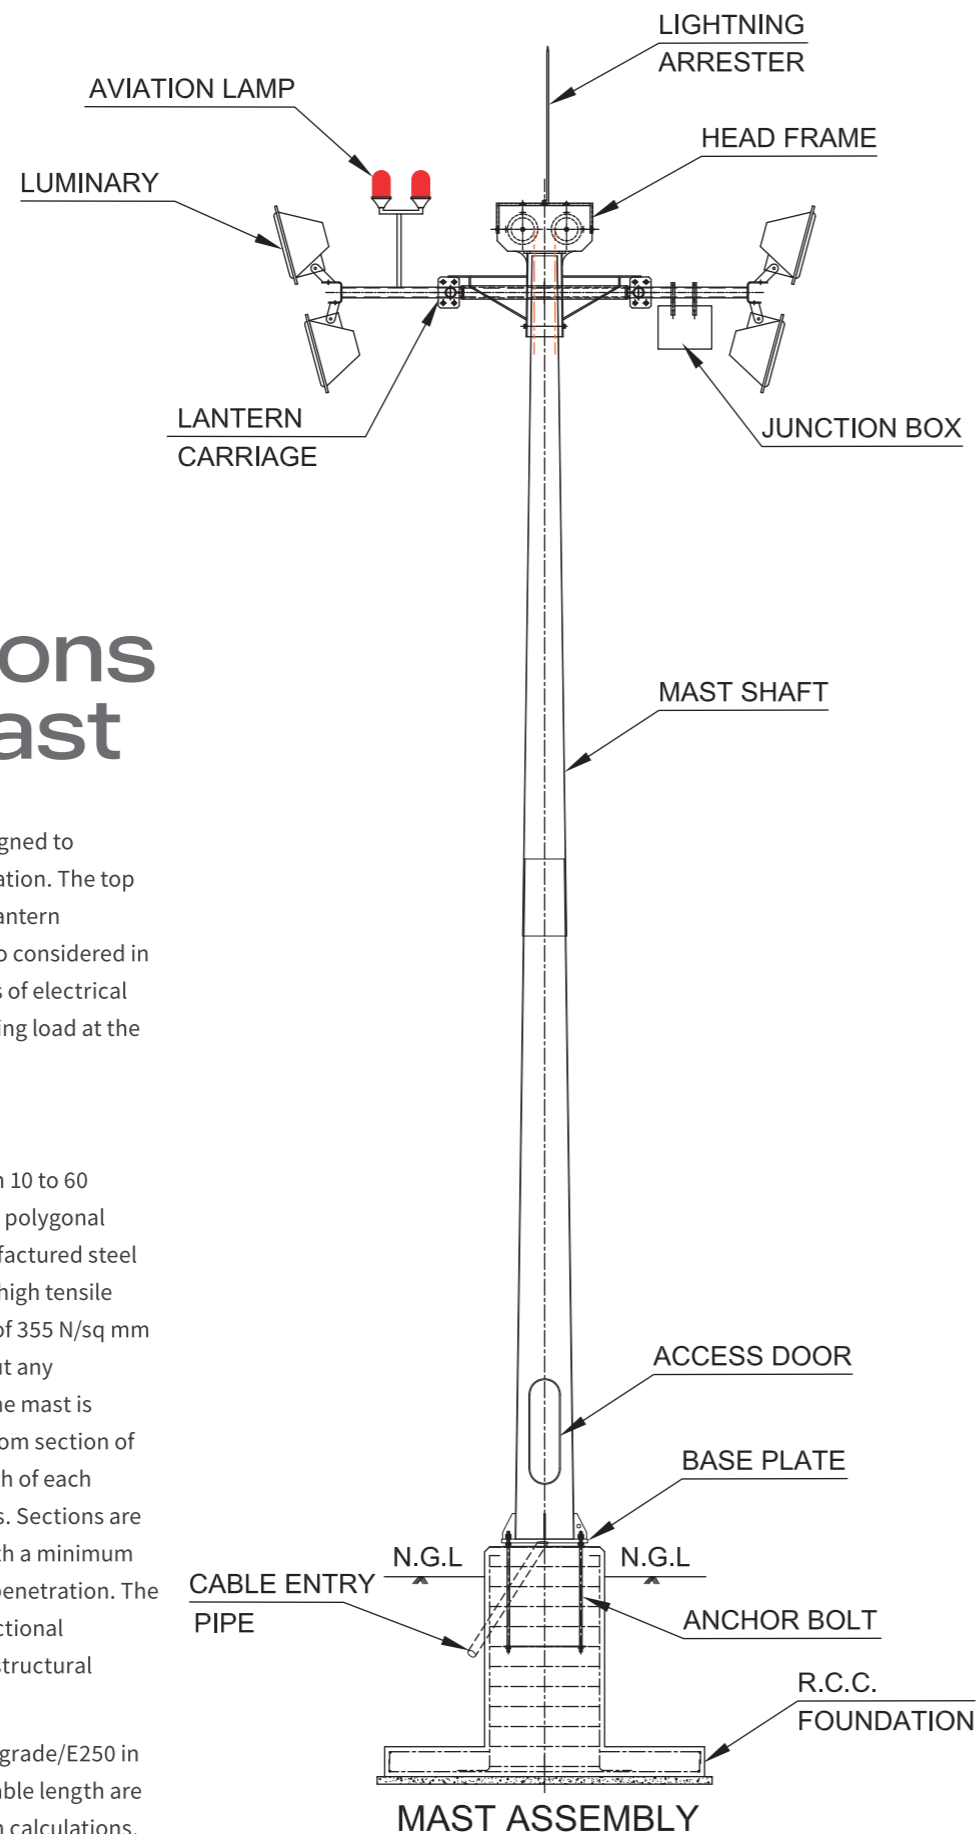 LIGHTNING
ARRESTER
AVIATION LAMP
HEAD FRAME
LUMINARY
LANTERN
CARRIAGE
JUNCTION BOX
ons
ast
MAST SHAFT
gned to
ation. The top
antern
o considered in
s of electrical
ing load at the
10 to 60
polygonal
factured steel
high tensile
of 355 N/sq mm
ut any
ne mast is
om section of
h of each
s. Sections are
th a minimum
penetration. The
ctional
structural
grade/E250 in
able length are
calculations.
ACCESS DOOR
BASE PLATE
N.G.L
N.G.L
CABLE ENTRY
PIPE
ANCHOR BOLT
R.C.C.
FOUNDATION
MAST ASSEMBLY